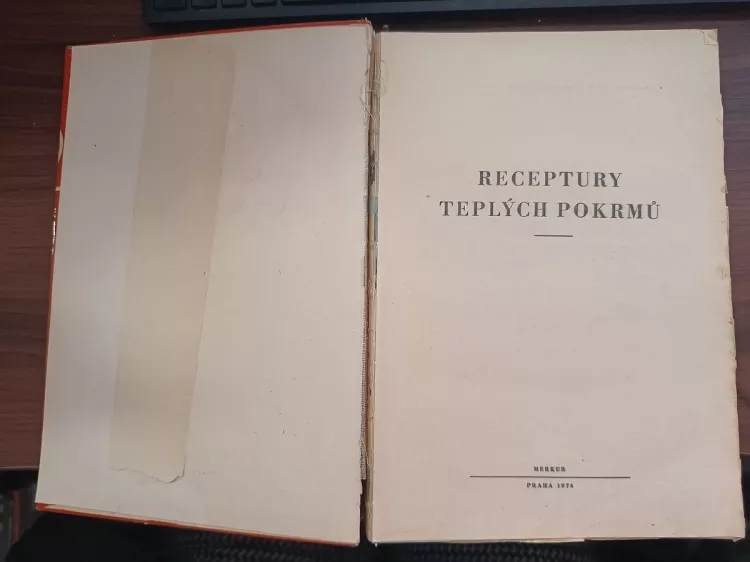 RECEPTURY
TEPLÝCH POKRMŮ
MERKUR
PRAHA 1974